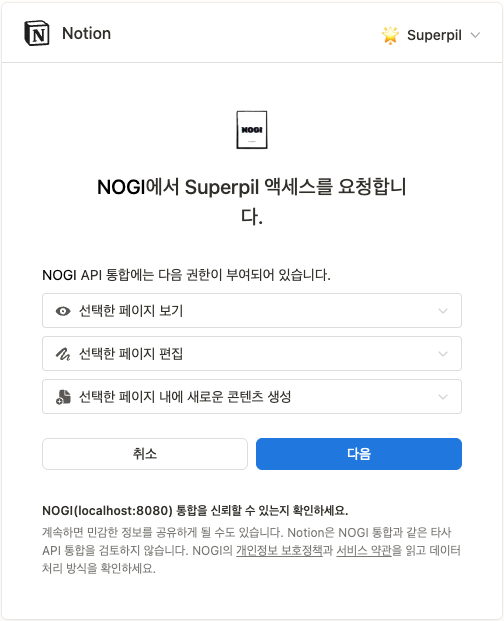 Notion
Superpil
NOGI
NOGI에서 Superpil 액세스를 요청합니
다.
NOGI API 통합에는 다음 권한이 부여되어 있습니다.
선택한 페이지 보기
선택한 페이지 편집
선택한 페이지 내에 새로운 콘텐츠 생성
취소
다음
NOGI(localhost:8080) 통합을 신뢰할 수 있는지 확인하세요.
계속하면 민감한 정보를 공유하게 될 수도 있습니다. Notion은 NOGI 통합과 같은 타사
API 통합을 검토하지 않습니다. NOGI의 개인정보 보호정책과 서비스 약관을 읽고 데이터
처리 방식을 확인하세요.